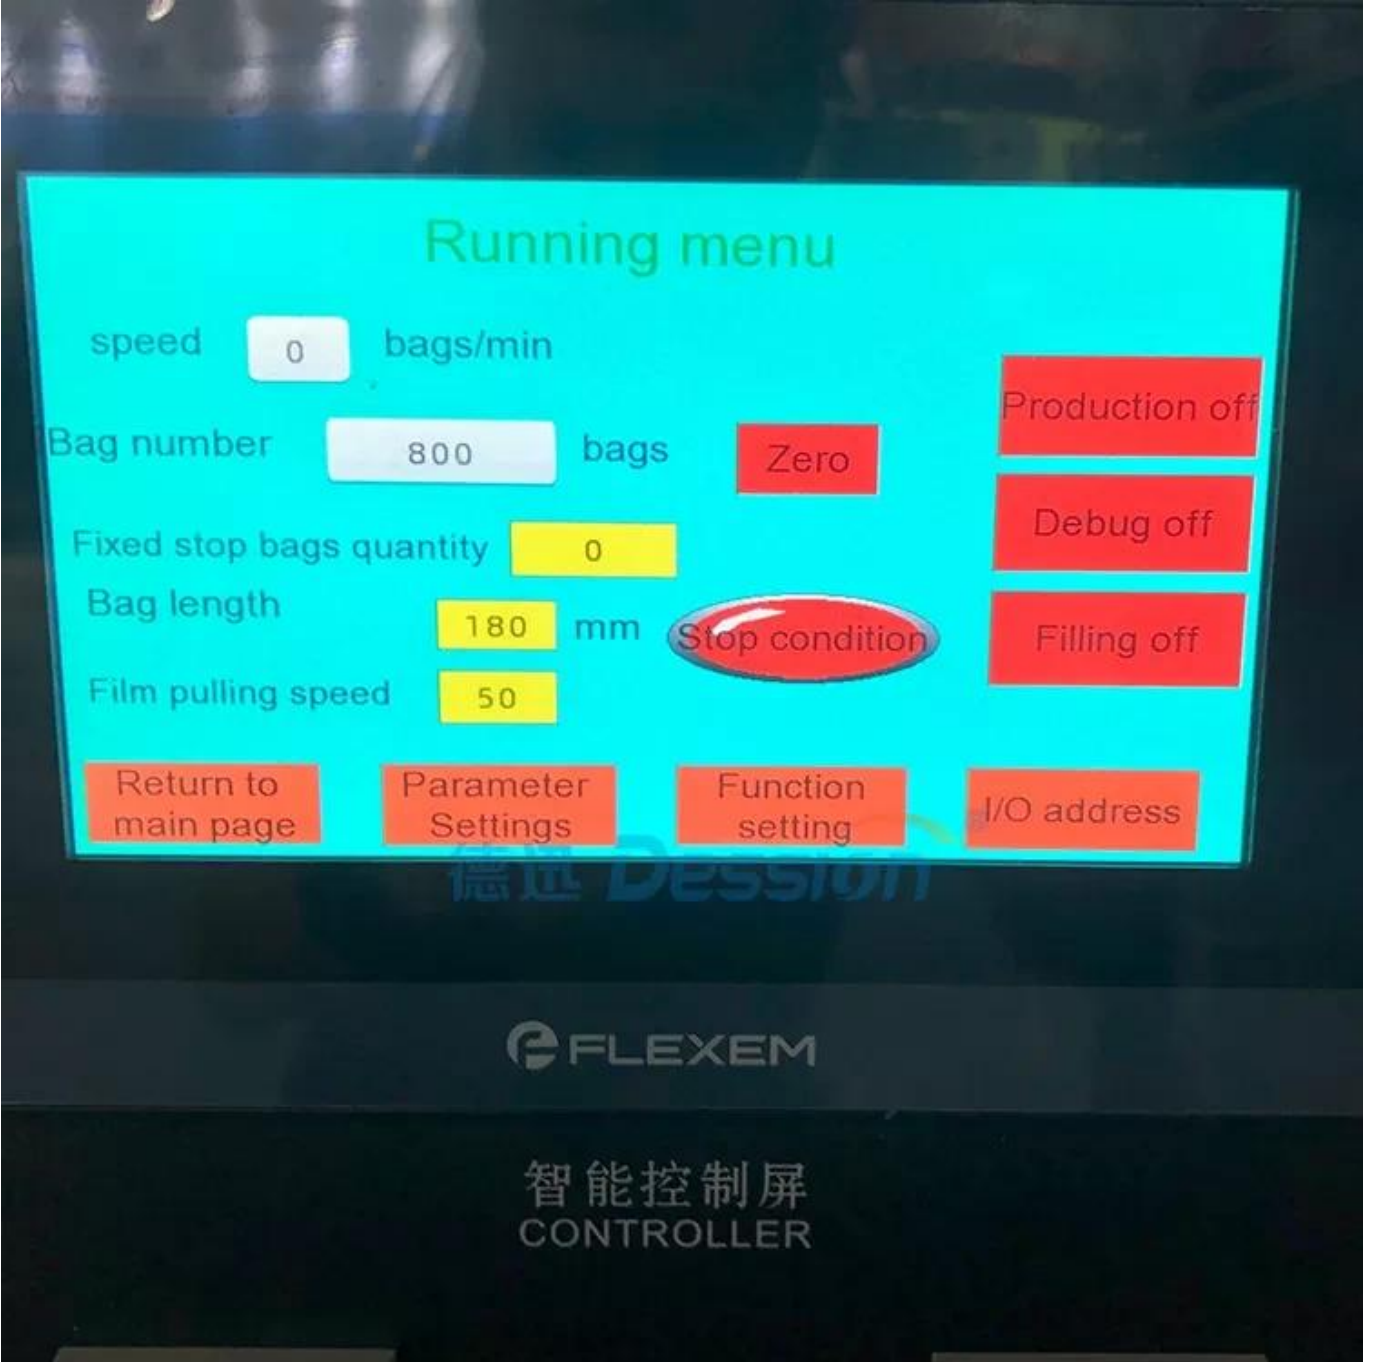 Running menu
speed 0 bags/min
Production off
Bag number 800 bags Zero
Debug off
Fixed stop bags quantity 0
Bag length 180 mm Stop condition Filling off
Film pulling speed 50
Return to
main page
Parameter
Settings
Function
setting
I/O address
德迅 Dession
FLEXEM
智能控制屏
CONTROLLER